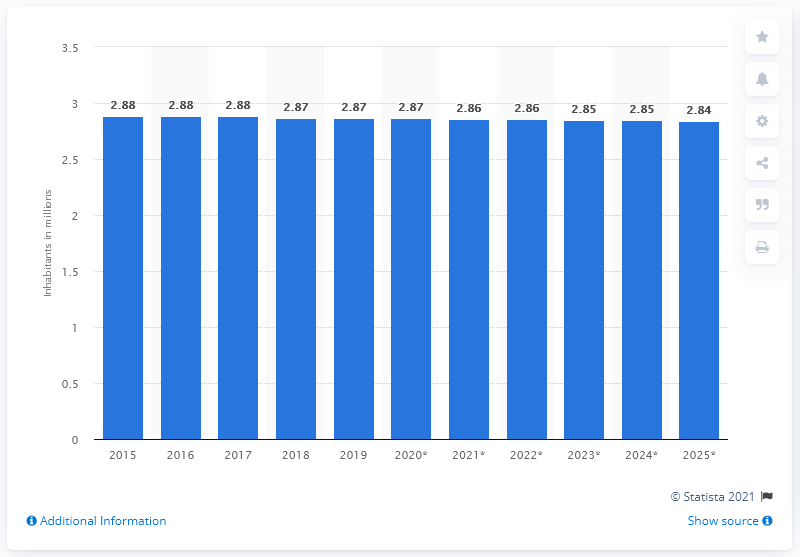 3.5
3
2.5
2
1.5
1
0.5
0
Inhabitants in millions
2.88 2.88 2.88 2.87 2.87 2.87 2.86 2.86 2.85 2.85 2.84
2015 2016 2017 2018 2019 2020* 2021* 2022* 2023* 2024* 2025*
© Statista 2021
Additional Information
Show source